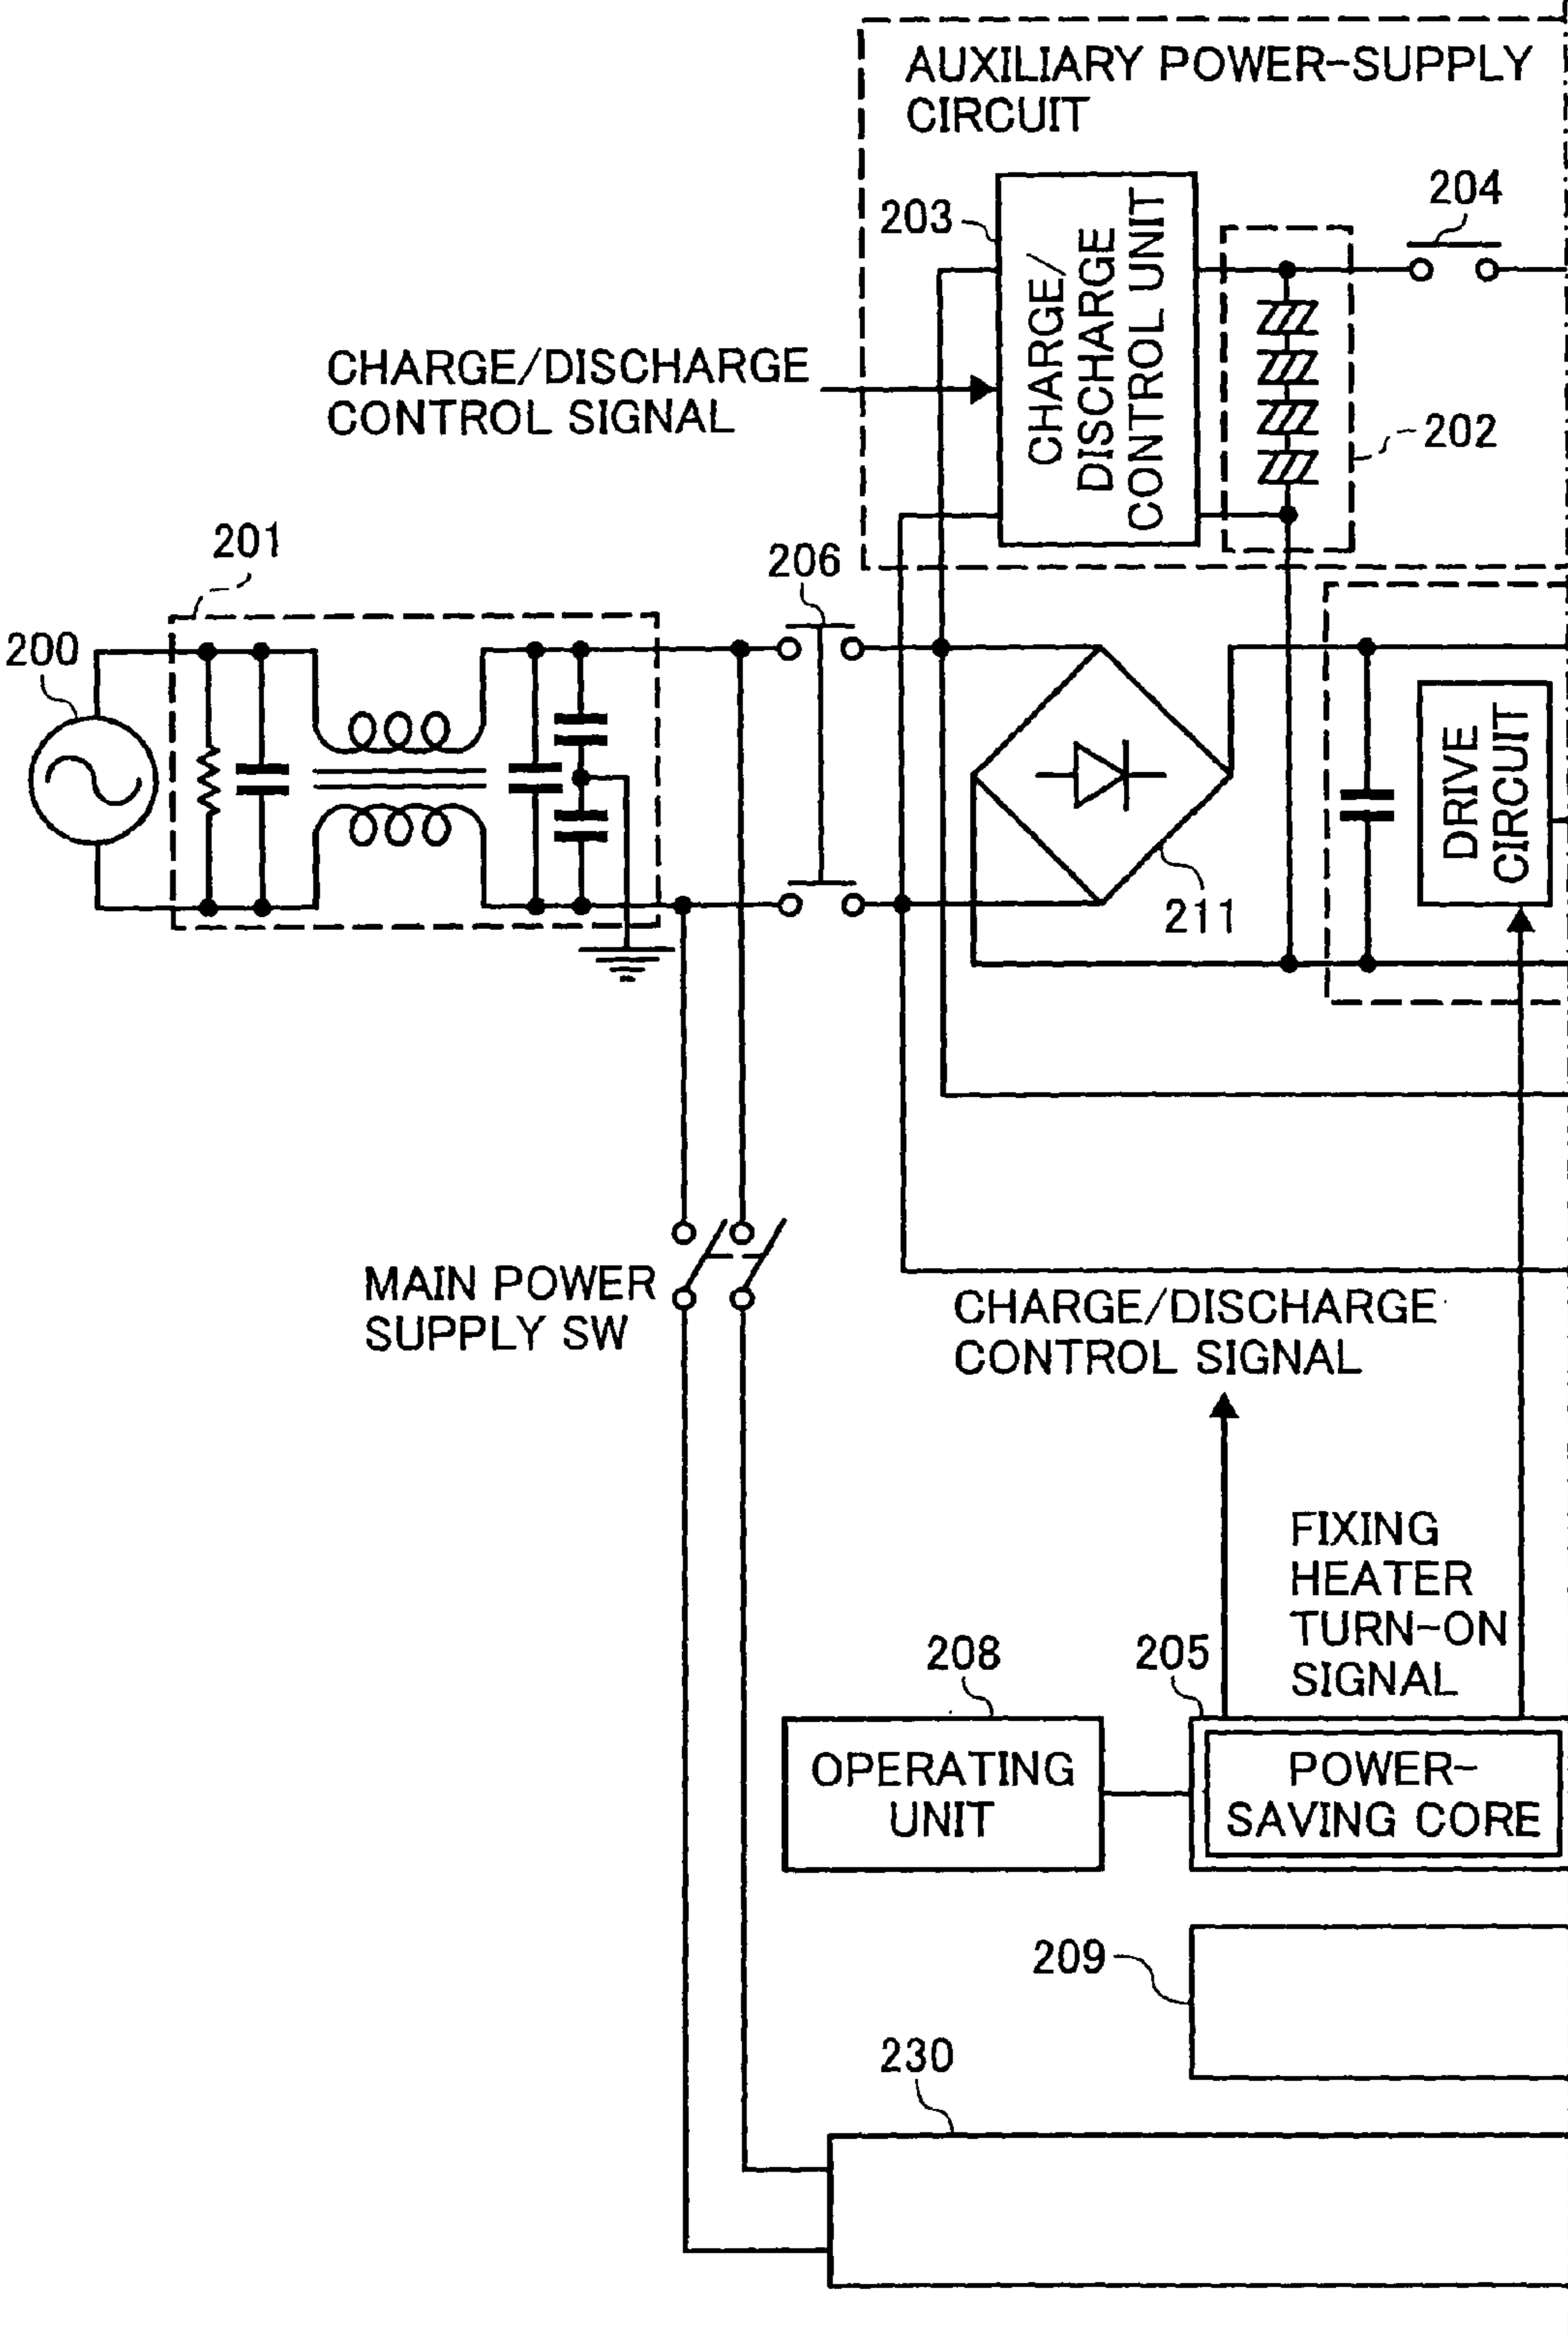 AUXILIARY POWER-SUPPLY
CIRCUIT
203
204
CHARGE/
DISCHARGE
CONTROL UNIT
CHARGE/DISCHARGE
CONTROL SIGNAL
202
201
206
200
DRIVE
CIRCUIT
211
MAIN POWER
SUPPLY SW
CHARGE/DISCHARGE
CONTROL SIGNAL
FIXING
HEATER
TURN-ON
SIGNAL
208
205
OPERATING
UNIT
POWER-
SAVING CORE
209
230